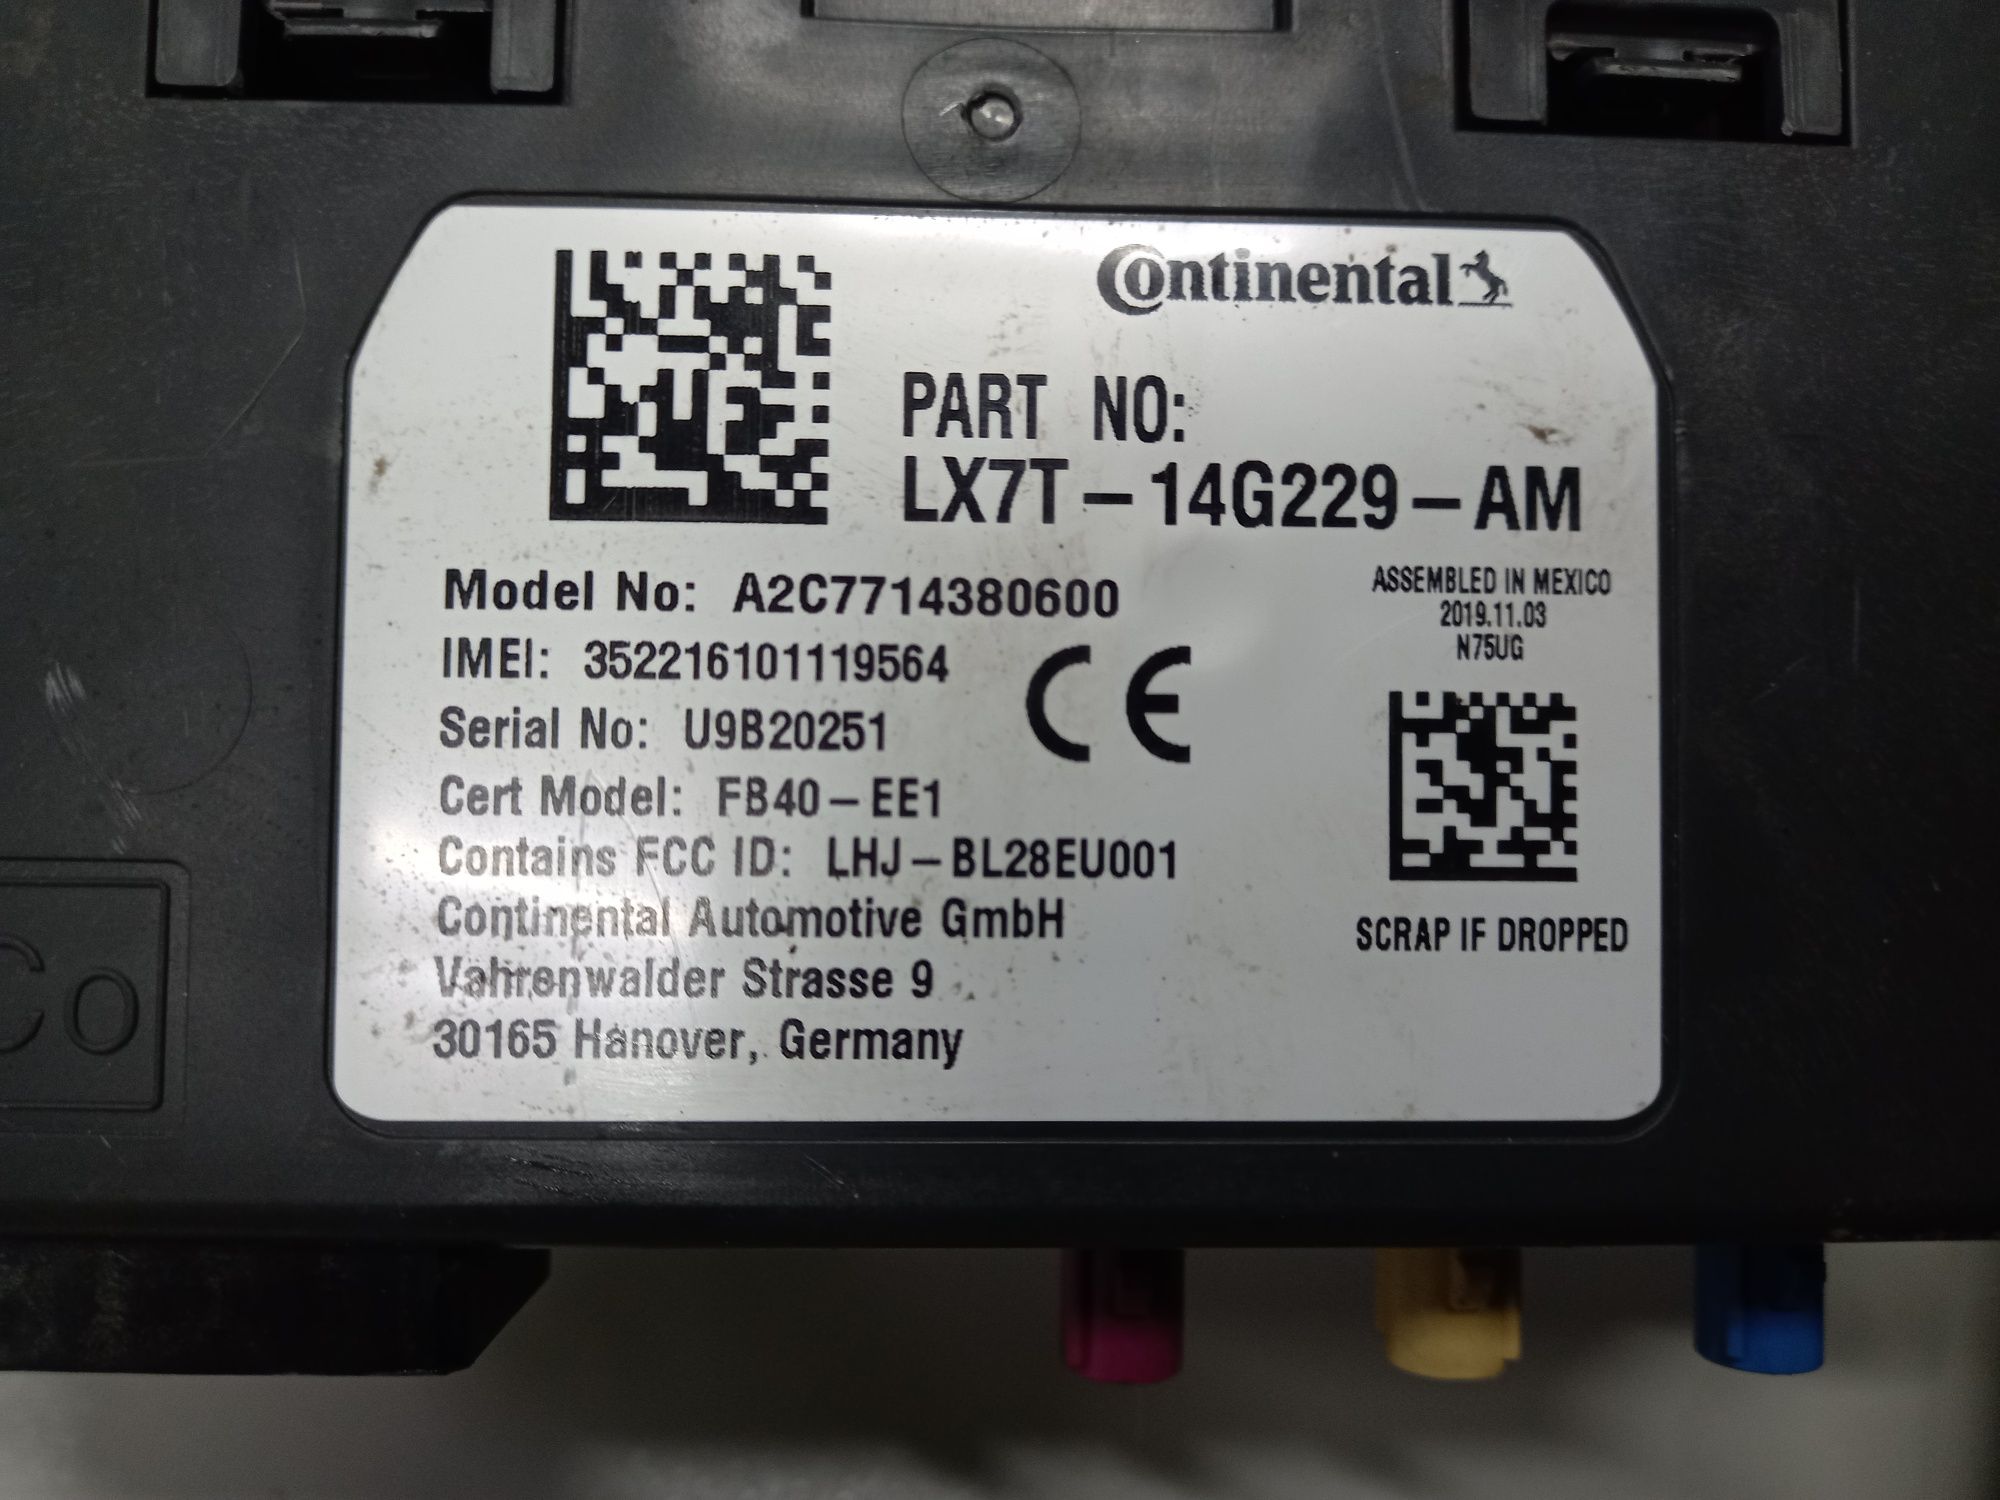 Continental
PART NO:
LX7T-14G229-AM
Model No: A2C7714380600
IMEI: 352216101119564
Serial No: U9B20251
CE
Cert Model: FB40-EE1
Contains FCC ID: LHJ-BL28EU001
Continental Automotive GmbH
Vahrenwalder Strasse 9
30165 Hanover, Germany
ASSEMBLED IN MEXICO
2019.11.03
N75UG
SCRAP IF DROPPED
Co